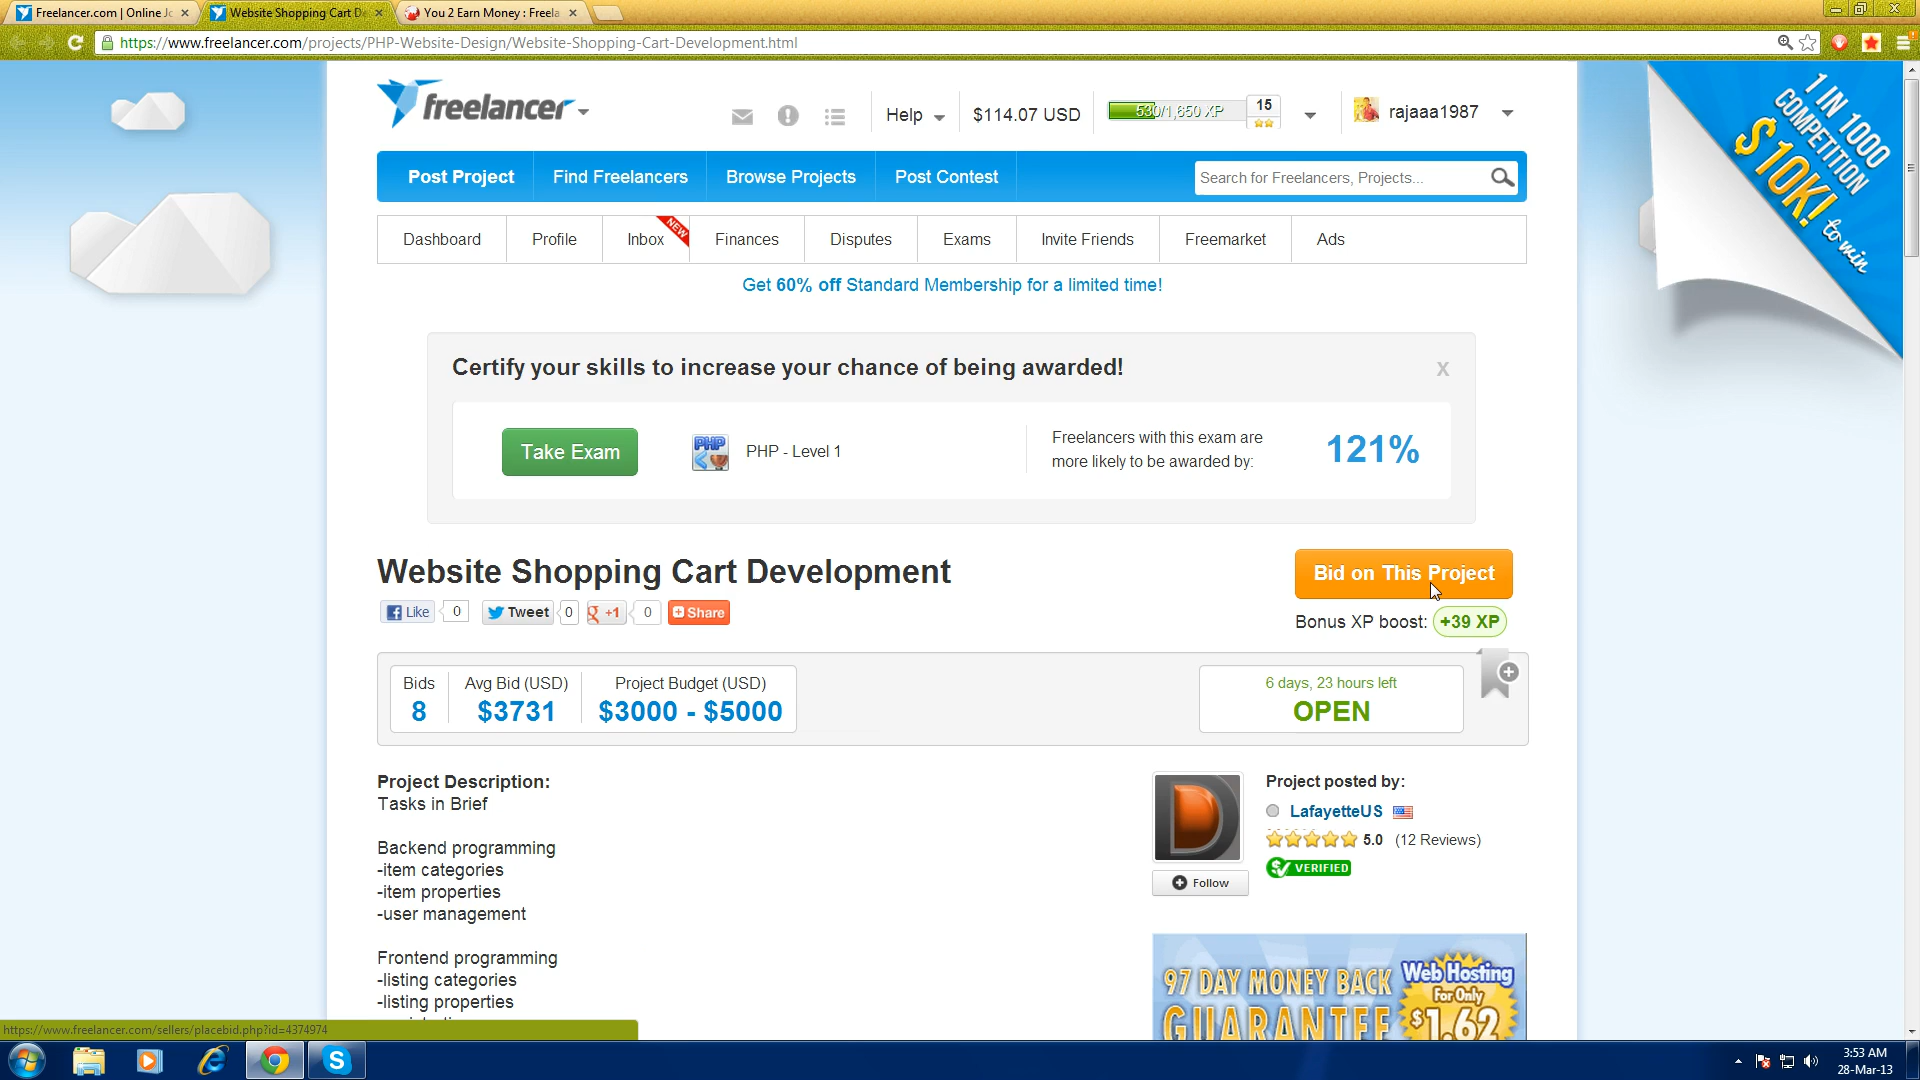 Freelancer.com | Online Jo
Website Shopping Cart De
You 2 Earn Money : Freela
https://www.freelancer.com/projects/PHP-Website-Design/Website-Shopping-Cart-Development.html
freelancer
Help
$114.07 USD
530/1,650 XP
15
rajaaa1987
1 IN 1000
COMPETITION
$10K!
to win
Post Project
Find Freelancers
Browse Projects
Post Contest
Search for Freelancers, Projects...
Dashboard
Profile
Inbox
NEW
Finances
Disputes
Exams
Invite Friends
Freemarket
Ads
Get 60% off Standard Membership for a limited time!
Certify your skills to increase your chance of being awarded!
x
Take Exam
PHP
PHP - Level 1
Freelancers with this exam are
more likely to be awarded by:
121%
Website Shopping Cart Development
Bid on This Project
Like
0
Tweet
0
+1
0
Share
Bonus XP boost: +39 XP
Bids
8
Avg Bid (USD)
$3731
Project Budget (USD)
$3000 - $5000
6 days, 23 hours left
OPEN
Project Description:
Tasks in Brief
Backend programming
-item categories
-item properties
-user management
Frontend programming
-listing categories
-listing properties
Project posted by:
LafayetteUS
5.0 (12 Reviews)
VERIFIED
Follow
97 DAY MONEY BACK
GUARANTEE
Web Hosting
For Only
$1.62
https://www.freelancer.com/sellers/placebid.php?id=4374974
3:53 AM
28-Mar-13